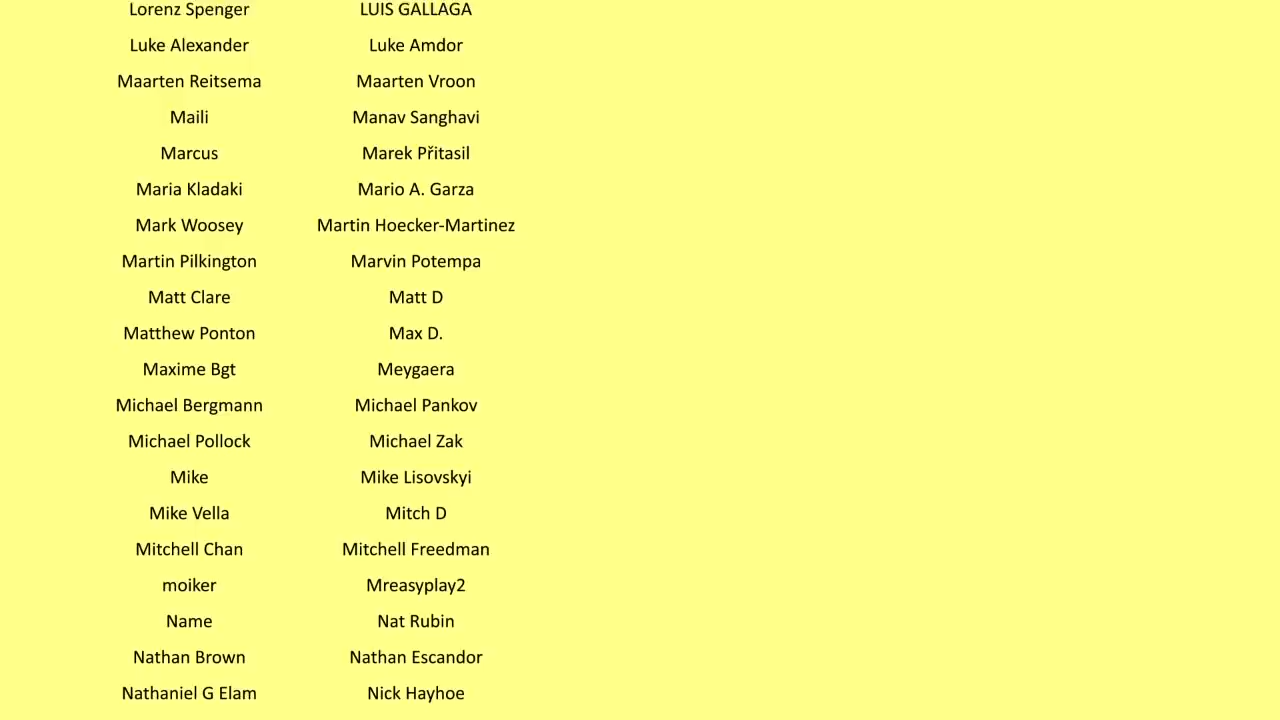 Lorenz Spenger LUIS GALLAGA
Luke Alexander Luke Amdor
Maarten Reitsema Maarten Vroon
Maili Manav Sanghavi
Marcus Marek Přitasil
Maria Kladaki Mario A. Garza
Mark Woosey Martin Hoecker-Martinez
Martin Pilkington Marvin Potempa
Matt Clare Matt D
Matthew Ponton Max D.
Maxime Bgt Meygaera
Michael Bergmann Michael Pankov
Michael Pollock Michael Zak
Mike Mike Lisovskyi
Mike Vella Mitch D
Mitchell Chan Mitchell Freedman
moiker Mreasyplay2
Name Nat Rubin
Nathan Brown Nathan Escandor
Nathaniel G Elam Nick Hayhoe